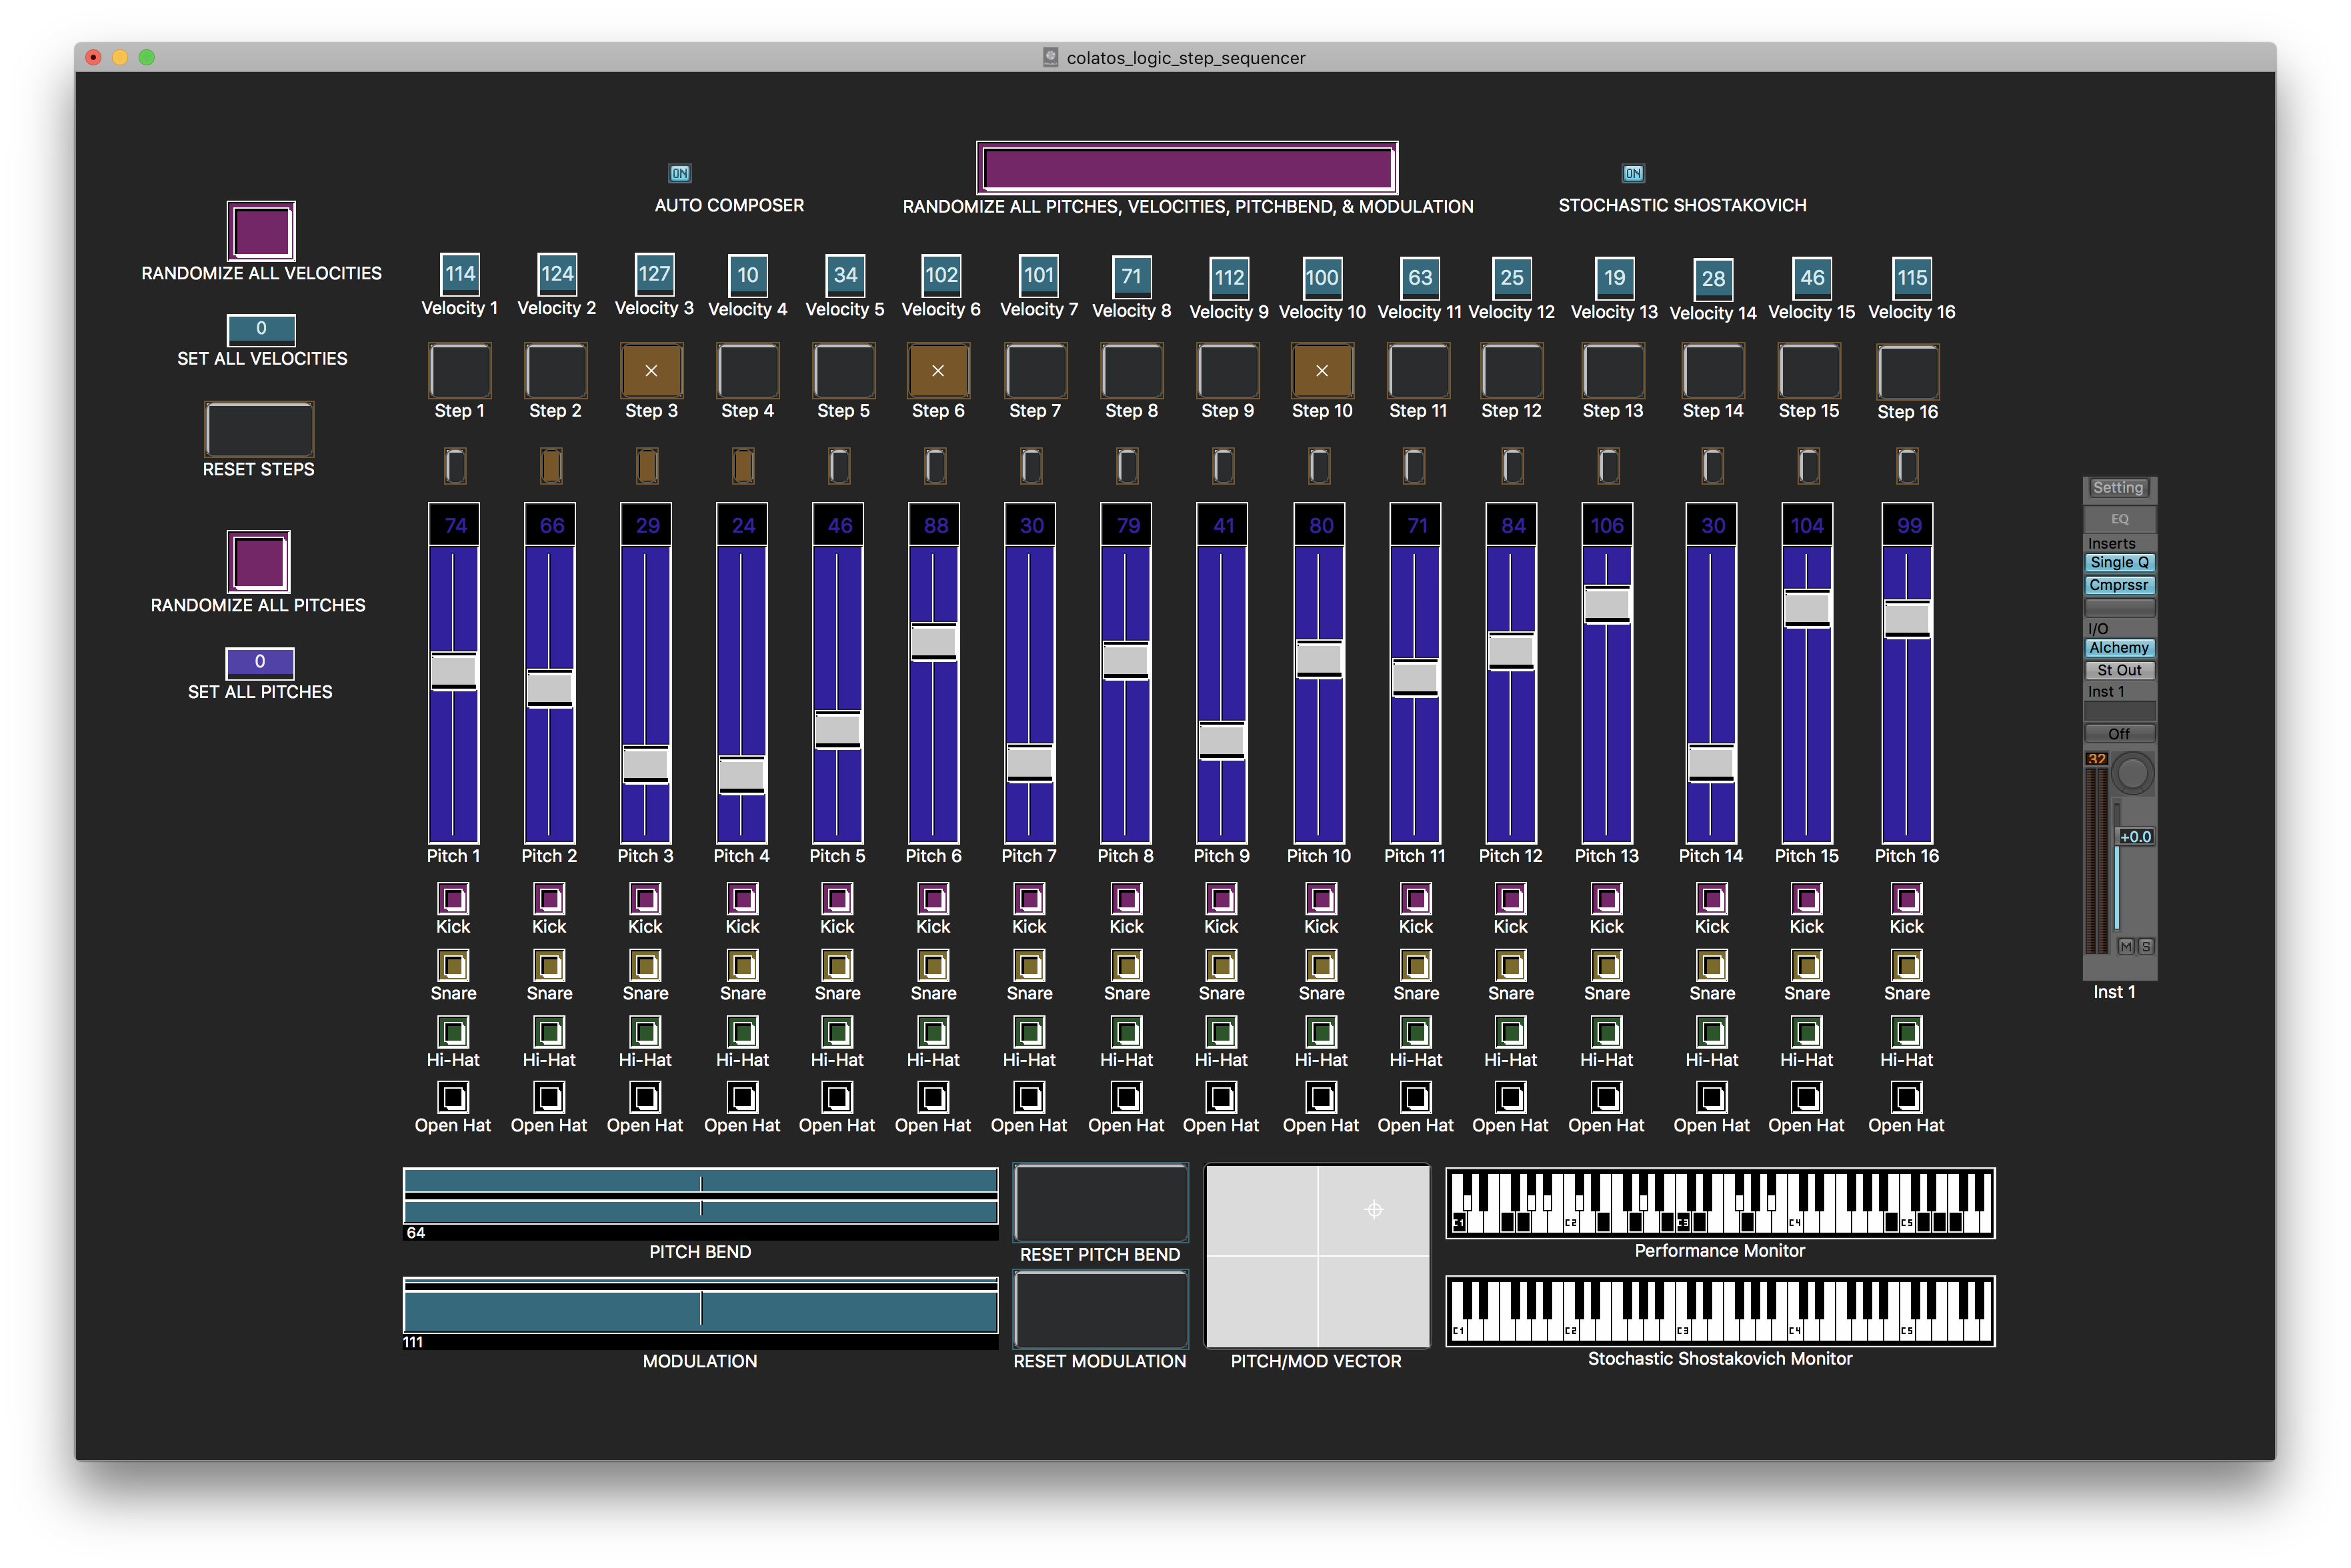 colatos_logic_step_sequencer
ON
AUTO COMPOSER
RANDOMIZE ALL PITCHES, VELOCITIES, PITCHBEND, & MODULATION
ON
STOCHASTIC SHOSTAKOVICH
RANDOMIZE ALL VELOCITIES
0
SET ALL VELOCITIES
RESET STEPS
RANDOMIZE ALL PITCHES
0
SET ALL PITCHES
114 124 127 10 34 102 101 71 112 100 63 25 19 28 46 115
Velocity 1 Velocity 2 Velocity 3 Velocity 4 Velocity 5 Velocity 6 Velocity 7 Velocity 8 Velocity 9 Velocity 10 Velocity 11 Velocity 12 Velocity 13 Velocity 14 Velocity 15 Velocity 16
Step 1 Step 2 Step 3 Step 4 Step 5 Step 6 Step 7 Step 8 Step 9 Step 10 Step 11 Step 12 Step 13 Step 14 Step 15 Step 16
74 66 29 24 46 88 30 79 41 80 71 84 106 30 104 99
Pitch 1 Pitch 2 Pitch 3 Pitch 4 Pitch 5 Pitch 6 Pitch 7 Pitch 8 Pitch 9 Pitch 10 Pitch 11 Pitch 12 Pitch 13 Pitch 14 Pitch 15 Pitch 16
Kick Kick Kick Kick Kick Kick Kick Kick Kick Kick Kick Kick Kick Kick Kick Kick
Snare Snare Snare Snare Snare Snare Snare Snare Snare Snare Snare Snare Snare Snare Snare Snare
Hi-Hat Hi-Hat Hi-Hat Hi-Hat Hi-Hat Hi-Hat Hi-Hat Hi-Hat Hi-Hat Hi-Hat Hi-Hat Hi-Hat Hi-Hat Hi-Hat Hi-Hat Hi-Hat
Open Hat Open Hat Open Hat Open Hat Open Hat Open Hat Open Hat Open Hat Open Hat Open Hat Open Hat Open Hat Open Hat Open Hat Open Hat Open Hat
64
PITCH BEND
111
MODULATION
RESET PITCH BEND
RESET MODULATION
PITCH/MOD VECTOR
C1 C2 C3 C4 C5
Performance Monitor
C1 C2 C3 C4 C5
Stochastic Shostakovich Monitor
Setting
EQ
Inserts
Single Q
Cmprssr
I/O
Alchemy
St Out
Inst 1
Off
32
+0.0
M S
Inst 1